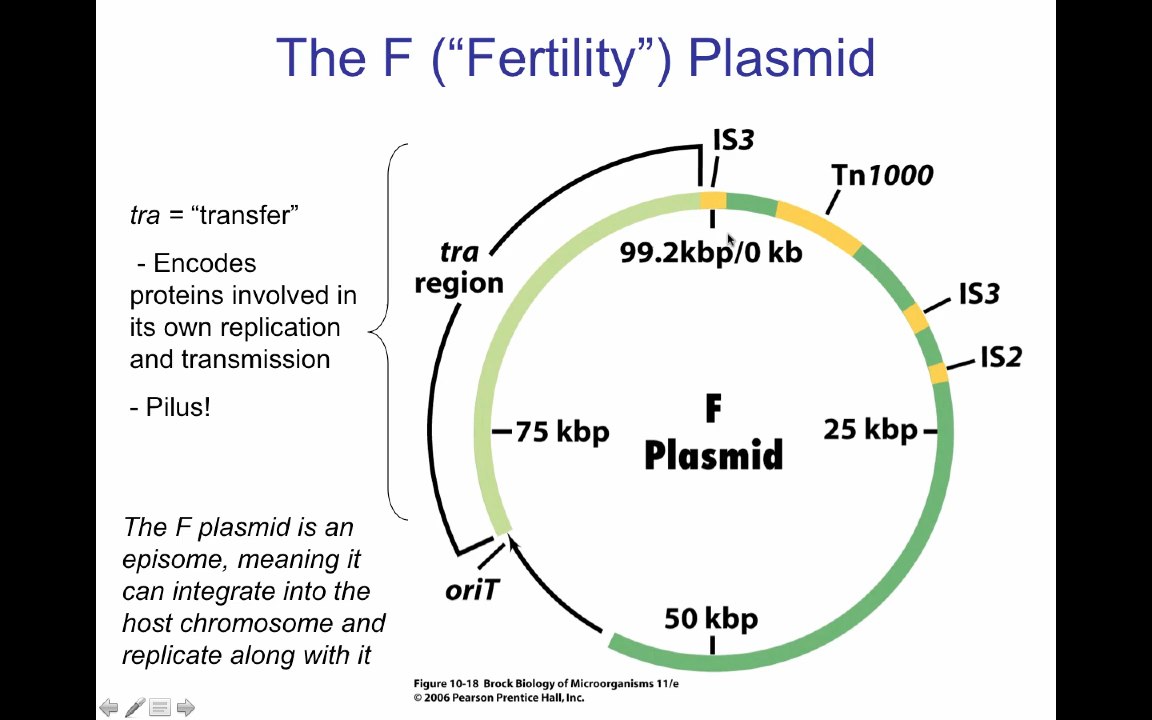 The F (“Fertility”) Plasmid
tra = “transfer”
- Encodes
proteins involved in
its own replication
and transmission
- Pilus!
The F plasmid is an
episome, meaning it
can integrate into the
host chromosome and
replicate along with it
IS3
Tn1000
99.2kbp/0 kb
tra
region
IS3
IS2
F
Plasmid
75 kbp
25 kbp
oriT
50 kbp
Figure 10-18 Brock Biology of Microorganisms 11/e
© 2006 Pearson Prentice Hall, Inc.